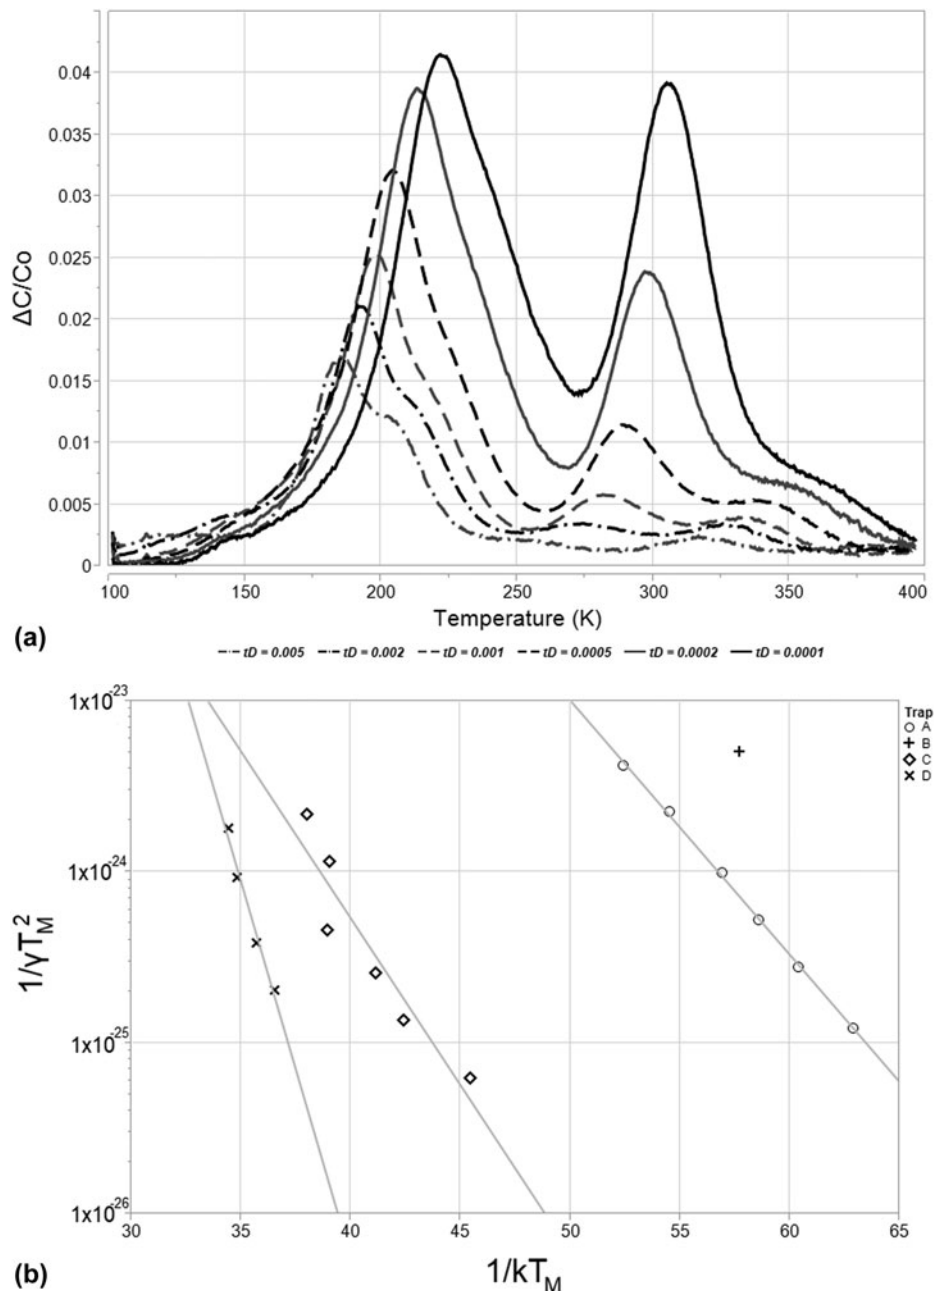 0.04
0.035
0.03
0.025
0.02
0.015
0.01
0.005
0
ΔC/Co
100 150 200 250 300 350 400
Temperature (K)
(a)
tD = 0.005 tD = 0.002 tD = 0.001 tD = 0.0005 tD = 0.0002 tD = 0.0001
1x10⁻²³
1x10⁻²⁴
1x10⁻²⁵
1x10⁻²⁶
1/γT_M²
Trap
A
B
C
D
30 35 40 45 50 55 60 65
1/kT_M
(b)